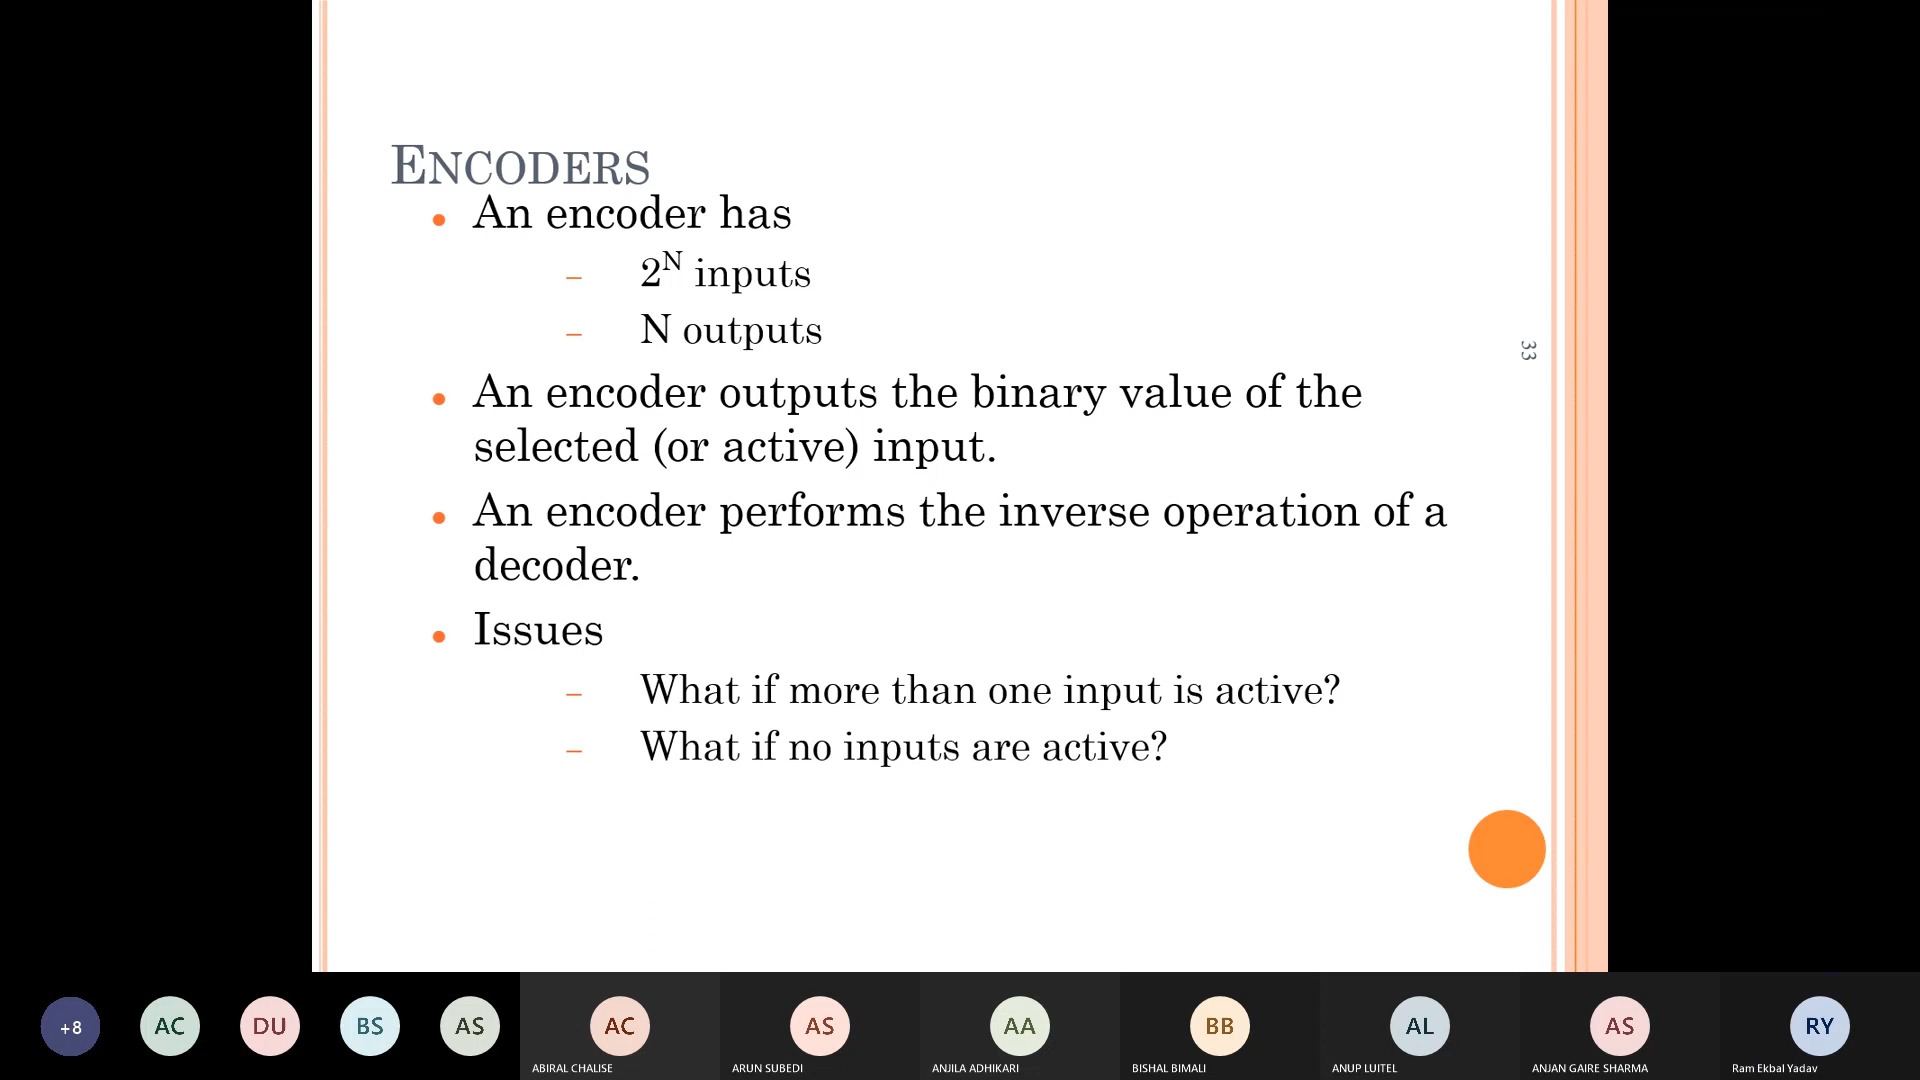 ENCODERS
• An encoder has
– 2^N inputs
– N outputs
33
• An encoder outputs the binary value of the
selected (or active) input.
• An encoder performs the inverse operation of a
decoder.
• Issues
– What if more than one input is active?
– What if no inputs are active?
+8 AC DU BS AS AC AS AA BB AL AS RY
ABIRAL CHALISE ARUN SUBEDI ANJILA ADHIKARI BISHAL BIMALI ANUP LUITEL ANJAN GAIRE SHARMA Ram Ekbal Yadav